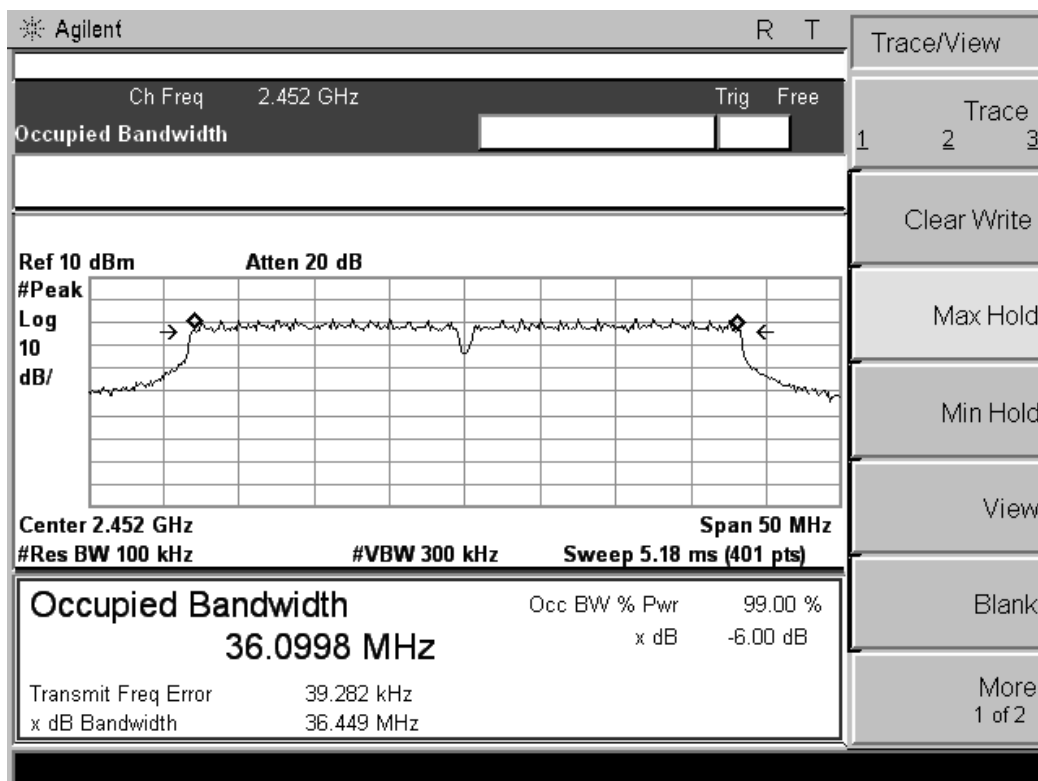 Agilent R T
Trace/View
Ch Freq 2.452 GHz Trig Free
Occupied Bandwidth
Trace
1 2 3
Clear Write
Ref 10 dBm Atten 20 dB
#Peak
Log
10
dB/
Max Hold
Min Hold
View
Center 2.452 GHz Span 50 MHz
#Res BW 100 kHz #VBW 300 kHz Sweep 5.18 ms (401 pts)
Occupied Bandwidth Occ BW % Pwr 99.00 %
36.0998 MHz x dB -6.00 dB
Transmit Freq Error 39.282 kHz
x dB Bandwidth 36.449 MHz
Blank
More
1 of 2